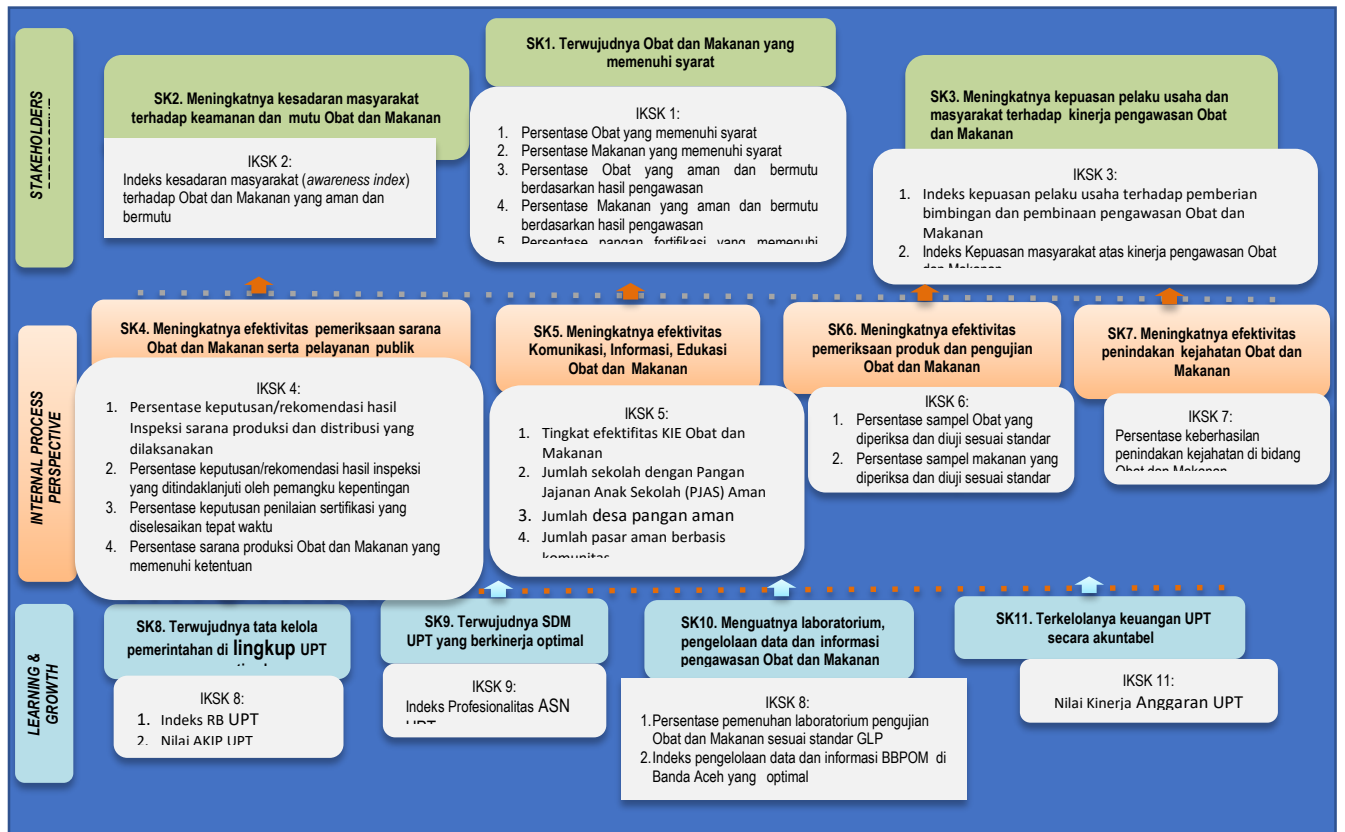 STAKEHOLDERS
SK1. Terwujudnya Obat dan Makanan yang
memenuhi syarat
IKSK 1:
1. Persentase Obat yang memenuhi syarat
2. Persentase Makanan yang memenuhi syarat
3. Persentase Obat yang aman dan bermutu
berdasarkan hasil pengawasan
4. Persentase Makanan yang aman dan bermutu
berdasarkan hasil pengawasan
5. Persentase pangan fortifikasi yang memenuhi
SK2. Meningkatnya kesadaran masyarakat
terhadap keamanan dan mutu Obat dan Makanan
IKSK 2:
Indeks kesadaran masyarakat (awareness index)
terhadap Obat dan Makanan yang aman dan
bermutu
SK3. Meningkatnya kepuasan pelaku usaha dan
masyarakat terhadap kinerja pengawasan Obat
dan Makanan
IKSK 3:
1. Indeks kepuasan pelaku usaha terhadap pemberian
bimbingan dan pembinaan pengawasan Obat dan
Makanan
2. Indeks Kepuasan masyarakat atas kinerja pengawasan Obat
dan Makanan
INTERNAL PROCESS
PERSPECTIVE
SK4. Meningkatnya efektivitas pemeriksaan sarana
Obat dan Makanan serta pelayanan publik
IKSK 4:
1. Persentase keputusan/rekomendasi hasil
Inspeksi sarana produksi dan distribusi yang
dilaksanakan
2. Persentase keputusan/rekomendasi hasil inspeksi
yang ditindaklanjuti oleh pemangku kepentingan
3. Persentase keputusan penilaian sertifikasi yang
diselesaikan tepat waktu
4. Persentase sarana produksi Obat dan Makanan yang
memenuhi ketentuan
SK5. Meningkatnya efektivitas
Komunikasi, Informasi, Edukasi
Obat dan Makanan
IKSK 5:
1. Tingkat efektifitas KIE Obat dan
Makanan
2. Jumlah sekolah dengan Pangan
Jajanan Anak Sekolah (PJAS) Aman
3. Jumlah desa pangan aman
4. Jumlah pasar aman berbasis
komunitas
SK6. Meningkatnya efektivitas
pemeriksaan produk dan pengujian
Obat dan Makanan
IKSK 6:
1. Persentase sampel Obat yang
diperiksa dan diuji sesuai standar
2. Persentase sampel makanan yang
diperiksa dan diuji sesuai standar
SK7. Meningkatnya efektivitas
penindakan kejahatan Obat dan
Makanan
IKSK 7:
Persentase keberhasilan
penindakan kejahatan di bidang
Obat dan Makanan
LEARNING &
GROWTH
SK8. Terwujudnya tata kelola
pemerintahan di lingkup UPT
IKSK 8:
1. Indeks RB UPT
2. Nilai AKIP UPT
SK9. Terwujudnya SDM
UPT yang berkinerja optimal
IKSK 9:
Indeks Profesionalitas ASN
UPT
SK10. Menguatnya laboratorium,
pengelolaan data dan informasi
pengawasan Obat dan Makanan
IKSK 8:
1.Persentase pemenuhan laboratorium pengujian
Obat dan Makanan sesuai standar GLP
2.Indeks pengelolaan data dan informasi BBPOM di
Banda Aceh yang optimal
SK11. Terkelolanya keuangan UPT
secara akuntabel
IKSK 11:
Nilai Kinerja Anggaran UPT